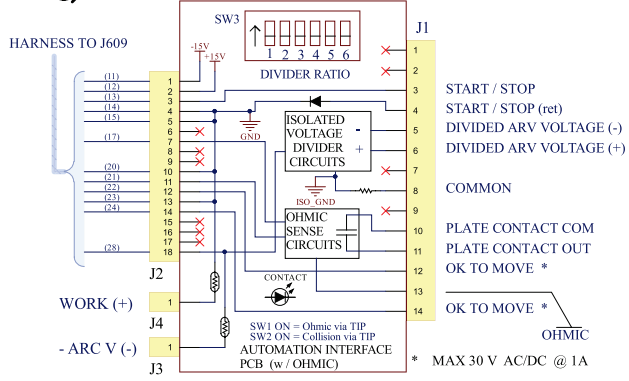 SW3
J1
HARNESS TO J609
-15V
+15V
1 2 3 4 5 6
DIVIDER RATIO
(11) 1
(12) 2
(13) 3
(14) 4
(15) 5
6
(17) 7
8
9
(20) 10
(21) 11
(22) 12
(23) 13
(24) 14
15
16
17
(28) 18
J2
GND
ISOLATED
VOLTAGE -
DIVIDER +
CIRCUITS
ISO_GND
OHMIC
SENSE
CIRCUITS
CONTACT
1
2
3 START / STOP
4 START / STOP (ret)
5 DIVIDED ARV VOLTAGE (-)
6 DIVIDED ARV VOLTAGE (+)
7
8 COMMON
9
10 PLATE CONTACT COM
11 PLATE CONTACT OUT
12 OK TO MOVE *
13
14 OK TO MOVE *
OHMIC
WORK (+) 1
J4
- ARC V (-) 1
J3
SW1 ON = Ohmic via TIP
SW2 ON = Collision via TIP
AUTOMATION INTERFACE
PCB (w / OHMIC)
* MAX 30 V AC/DC @ 1A